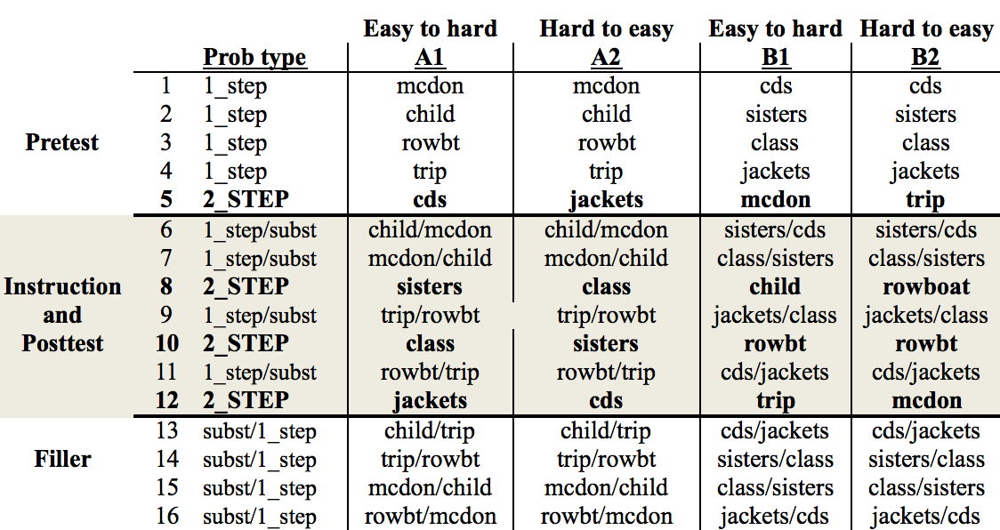 Easy to hard Hard to easy Easy to hard Hard to easy
Prob type A1 A2 B1 B2
1 1_step mcdon mcdon cds cds
2 1_step child child sisters sisters
Pretest 3 1_step rowbt rowbt class class
4 1_step trip trip jackets jackets
5 2_STEP cds jackets mcdon trip
6 1_step/subst child/mcdon child/mcdon sisters/cds sisters/cds
7 1_step/subst mcdon/child mcdon/child class/sisters class/sisters
Instruction 8 2_STEP sisters class child rowboat
and 9 1_step/subst trip/rowbt trip/rowbt jackets/class jackets/class
Posttest 10 2_STEP class sisters rowbt rowbt
11 1_step/subst rowbt/trip rowbt/trip cds/jackets cds/jackets
12 2_STEP jackets cds trip mcdon
13 subst/1_step child/trip child/trip cds/jackets cds/jackets
Filler 14 subst/1_step trip/rowbt trip/rowbt sisters/class sisters/class
15 subst/1_step mcdon/child mcdon/child class/sisters class/sisters
16 subst/1_step rowbt/mcdon rowbt/mcdon jackets/cds jackets/cds